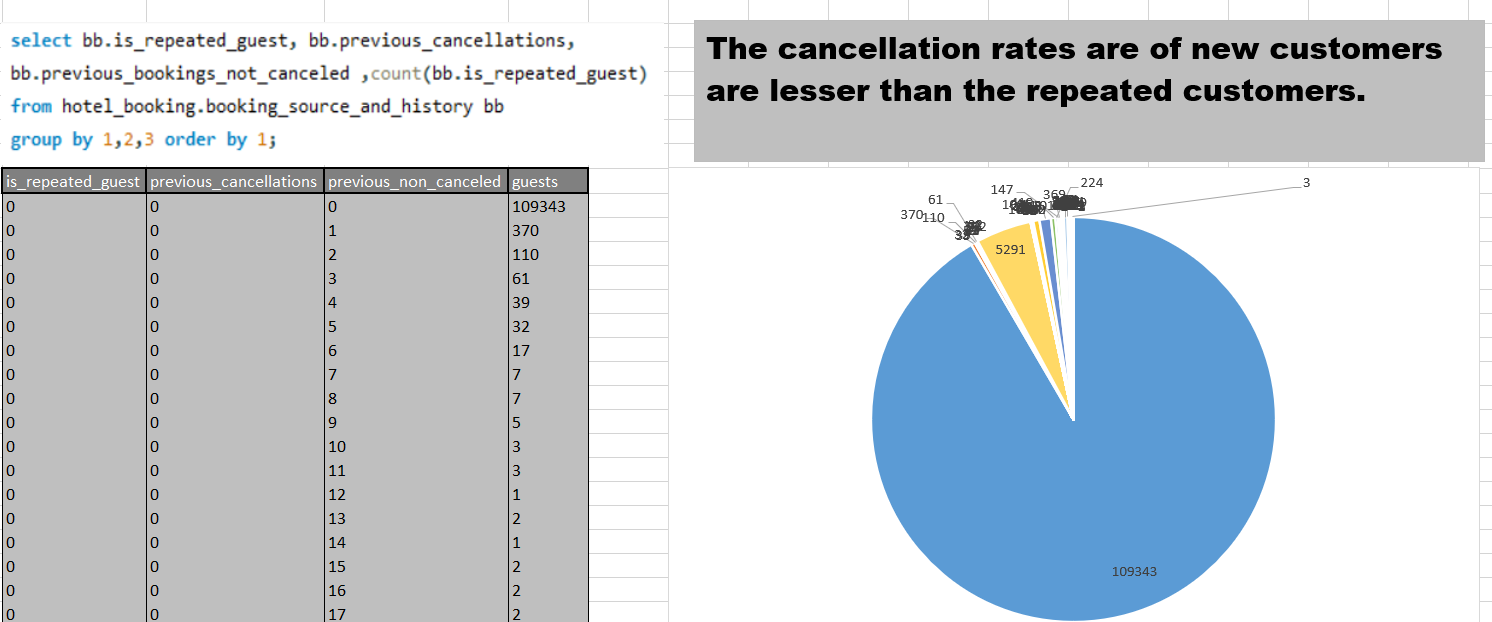 select bb.is_repeated_guest, bb.previous_cancellations,
bb.previous_bookings_not_canceled ,count(bb.is_repeated_guest)
from hotel_booking.booking_source_and_history bb
group by 1,2,3 order by 1;
is_repeated_guest previous_cancellations previous_non_canceled guests
0 0 0 109343
0 0 1 370
0 0 2 110
0 0 3 61
0 0 4 39
0 0 5 32
0 0 6 17
0 0 7 7
0 0 8 7
0 0 9 5
0 0 10 3
0 0 11 3
0 0 12 1
0 0 13 2
0 0 14 1
0 0 15 2
0 0 16 2
0 0 17 2
The cancellation rates are of new customers
are lesser than the repeated customers.
3
224
369
147
61
370
110
5291
109343